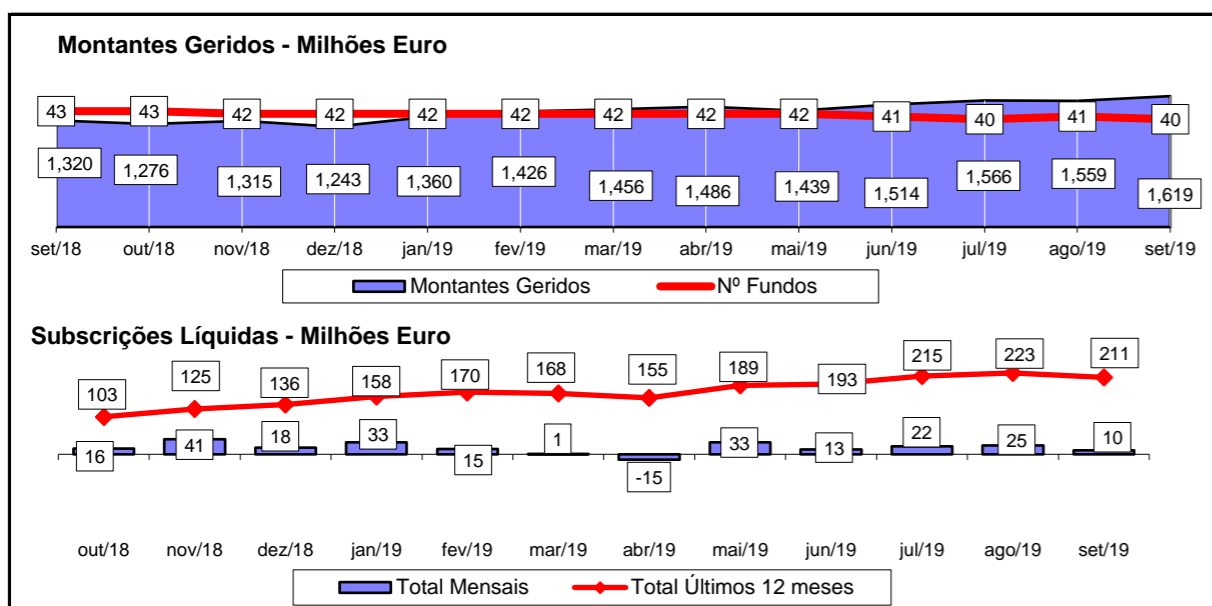 Montantes Geridos - Milhões Euro
43 43 42 42 42 42 42 42 42 41 40 41 40
1,320 1,276 1,315 1,243 1,360 1,426 1,456 1,486 1,439 1,514 1,566 1,559 1,619
set/18 out/18 nov/18 dez/18 jan/19 fev/19 mar/19 abr/19 mai/19 jun/19 jul/19 ago/19 set/19
Montantes Geridos Nº Fundos
Subscrições Líquidas - Milhões Euro
103 125 136 158 170 168 155 189 193 215 223 211
16 41 18 33 15 1 -15 33 13 22 25 10
out/18 nov/18 dez/18 jan/19 fev/19 mar/19 abr/19 mai/19 jun/19 jul/19 ago/19 set/19
Total Mensais Total Últimos 12 meses